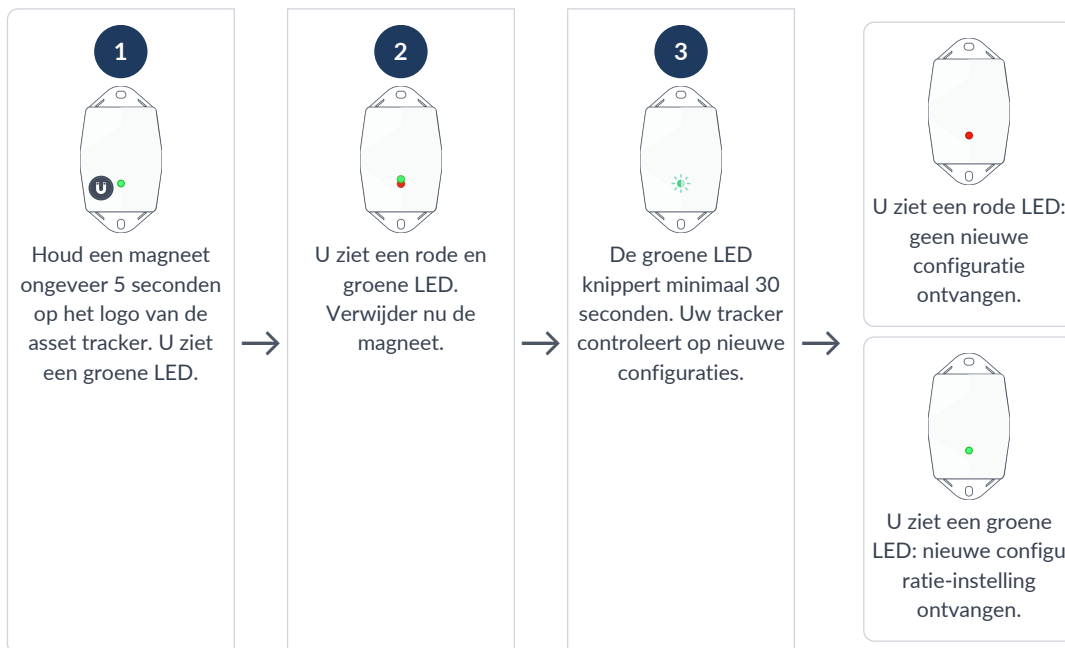 1
Houd een magneet
ongeveer 5 seconden
op het logo van de
asset tracker. U ziet
een groene LED.
2
U ziet een rode en
groene LED.
Verwijder nu de
magneet.
3
De groene LED
knippert minimaal 30
seconden. Uw tracker
controleert op nieuwe
configuraties.
U ziet een rode LED:
geen nieuwe
configuratie
ontvangen.
U ziet een groene
LED: nieuwe configu
ratie-instelling
ontvangen.